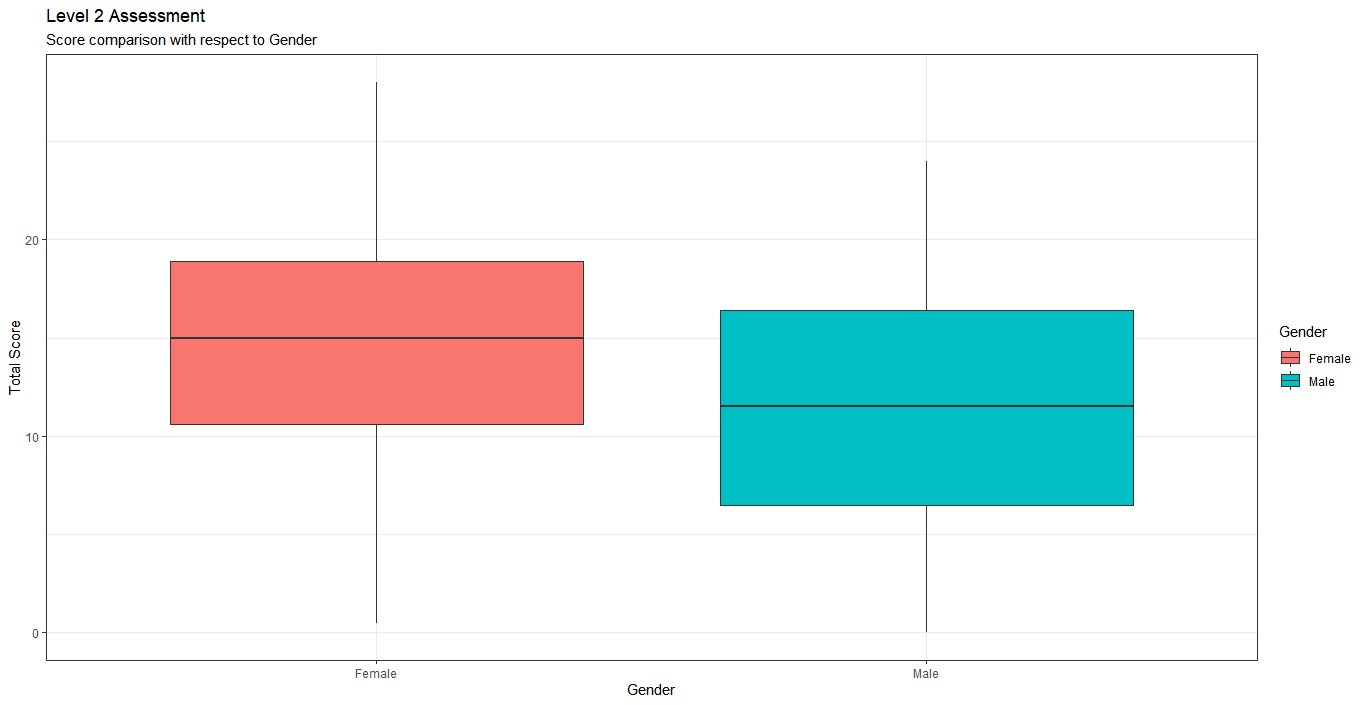 Level 2 Assessment
Score comparison with respect to Gender
Total Score
20
10
0
Female
Male
Gender
Gender
Female
Male